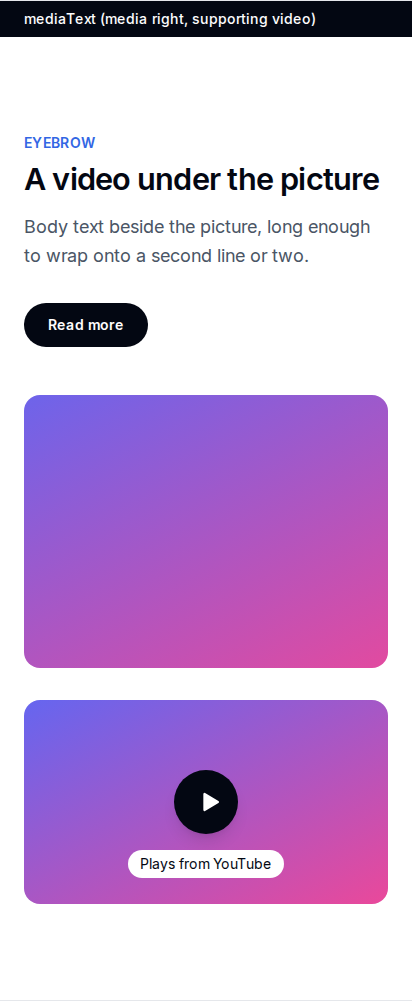 mediaText (media right, supporting video)
EYEBROW
A video under the picture
Body text beside the picture, long enough
to wrap onto a second line or two.
Read more
Plays from YouTube